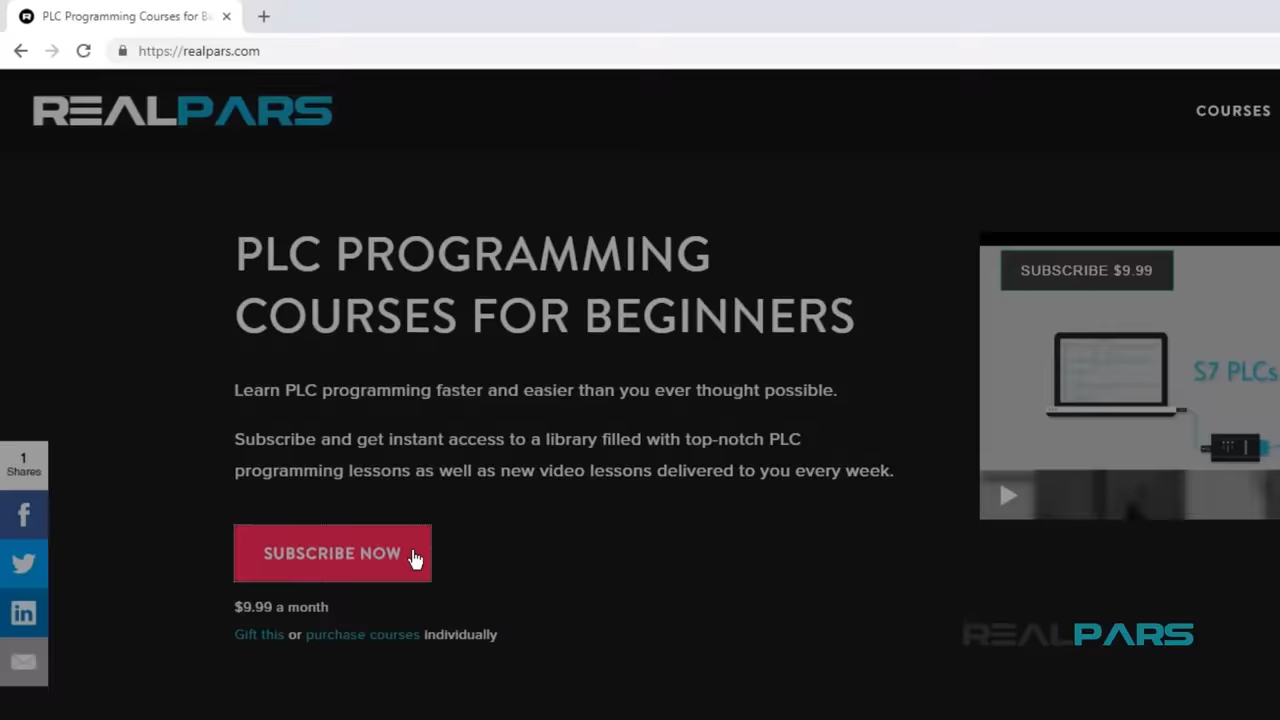 PLC Programming Courses for Be
https://realpars.com
REALPARS
COURSES
PLC PROGRAMMING
COURSES FOR BEGINNERS
Learn PLC programming faster and easier than you ever thought possible.
Subscribe and get instant access to a library filled with top-notch PLC
programming lessons as well as new video lessons delivered to you every week.
SUBSCRIBE NOW
$9.99 a month
Gift this or purchase courses individually
SUBSCRIBE $9.99
S7 PLCs
1
Shares
REALPARS